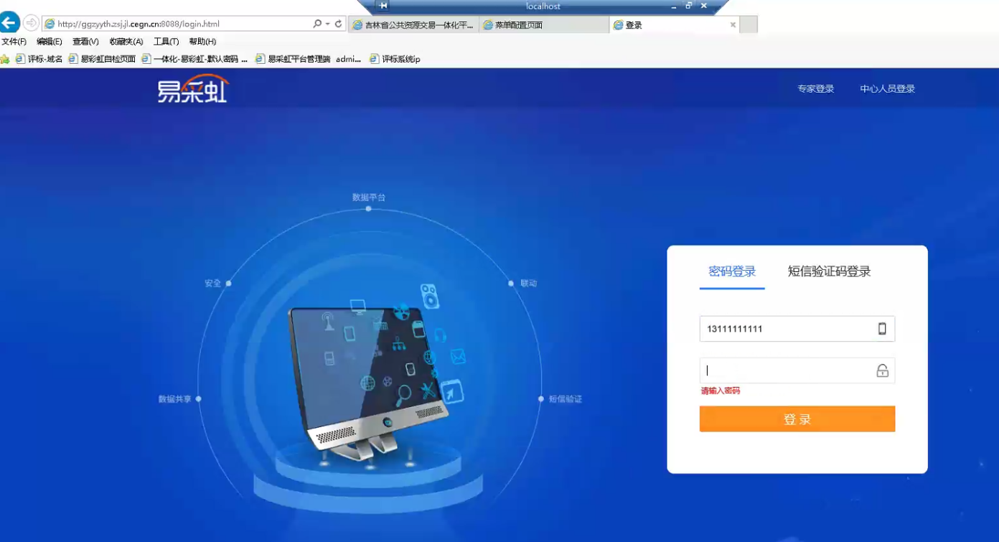 localhost
http://ggzyyth.zsj.jl.cegn.cn:8088/login.html
吉林省公共资源交易一体化平...
菜单配置页面
登录
文件(F) 编辑(E) 查看(V) 收藏夹(A) 工具(T) 帮助(H)
评标-域名 易彩虹自检页面 一体化-易彩虹-默认密码 ... 易采虹平台管理端 admi... 评标系统ip
易采虹
专家登录 中心人员登录
数据平台
安全
联动
数据共享
短信验证
密码登录 短信验证码登录
13111111111
请输入密码
登录